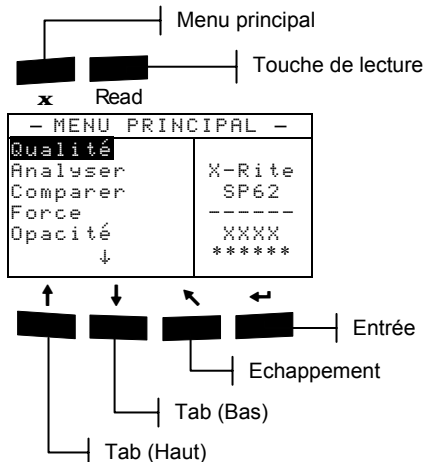 Menu principal
Touche de lecture
x Read
– MENU PRINCIPAL –
Qualité
Analyser X-Rite
Comparer SP62
Force ------
Opacité XXXX
↓ ******
↑ ↓ ↖ ↵
Entrée
Echappement
Tab (Bas)
Tab (Haut)